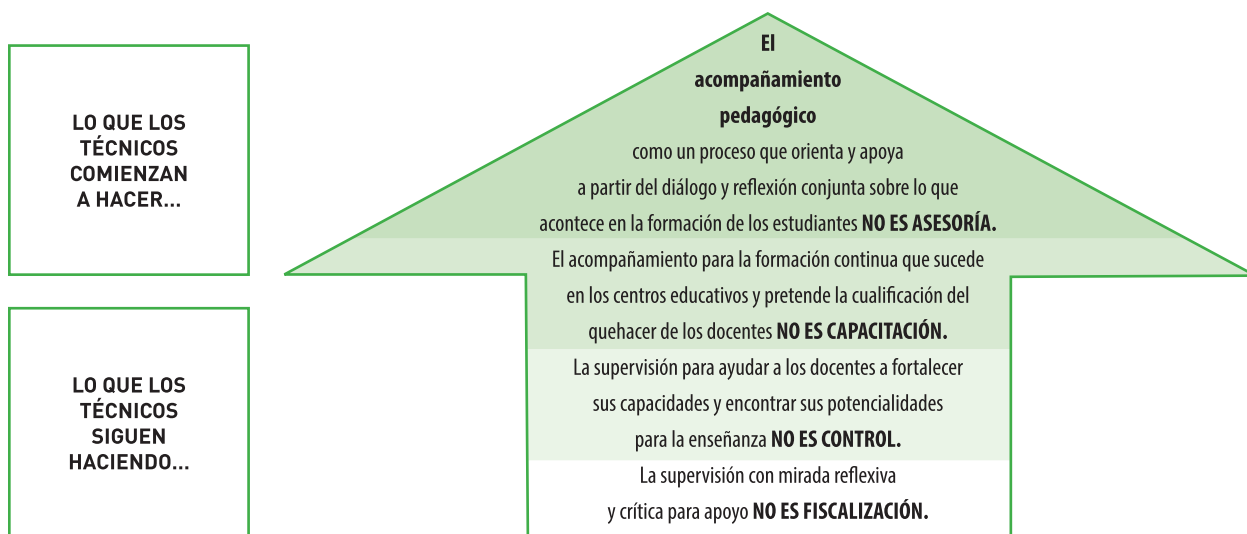 LO QUE LOS
TÉCNICOS
COMIENZAN
A HACER...
LO QUE LOS
TÉCNICOS
SIGUEN
HACIENDO...
El
acompañamiento
pedagógico
como un proceso que orienta y apoya
a partir del diálogo y reflexión conjunta sobre lo que
acontece en la formación de los estudiantes NO ES ASESORÍA.
El acompañamiento para la formación continua que sucede
en los centros educativos y pretende la cualificación del
quehacer de los docentes NO ES CAPACITACIÓN.
La supervisión para ayudar a los docentes a fortalecer
sus capacidades y encontrar sus potencialidades
para la enseñanza NO ES CONTROL.
La supervisión con mirada reflexiva
y crítica para apoyo NO ES FISCALIZACIÓN.